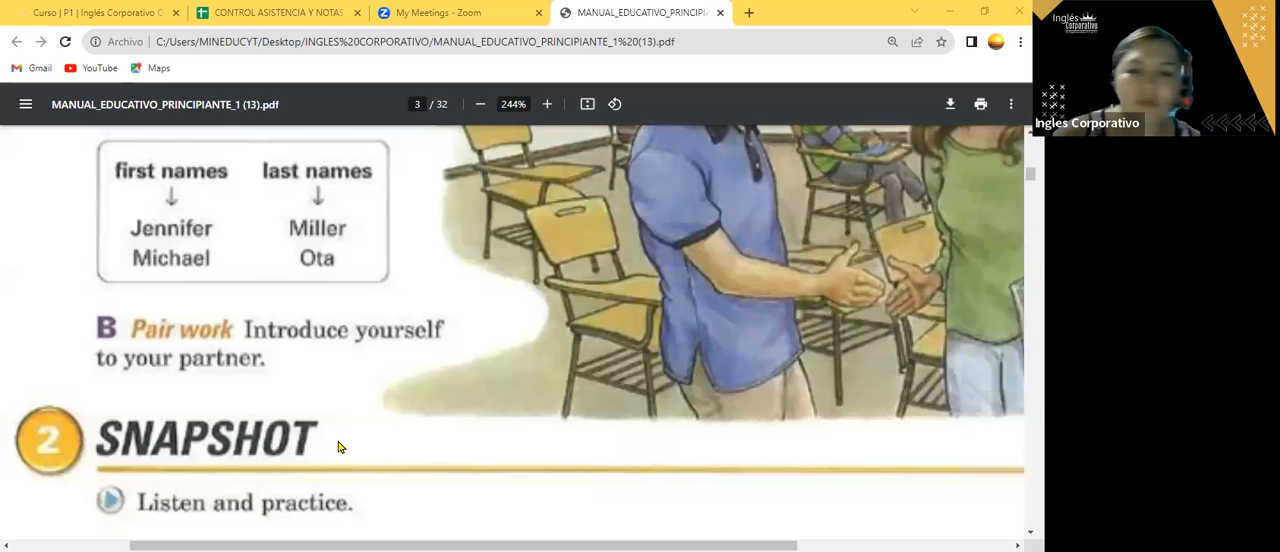 Curso | P1 | Inglés Corporativo C
CONTROL ASISTENCIA Y NOTAS
My Meetings - Zoom
MANUAL_EDUCATIVO_PRINCIPIA
Archivo
C:/Users/MINEDUCYT/Desktop/INGLES%20CORPORATIVO/MANUAL_EDUCATIVO_PRINCIPIANTE_1%20(13).pdf
Gmail
YouTube
Maps
MANUAL_EDUCATIVO_PRINCIPIANTE_1 (13).pdf
3 / 32
244%
Inglés
Corporativo
Ingles Corporativo
first names last names
Jennifer Miller
Michael Ota
B Pair work Introduce yourself
to your partner.
2 SNAPSHOT
Listen and practice.